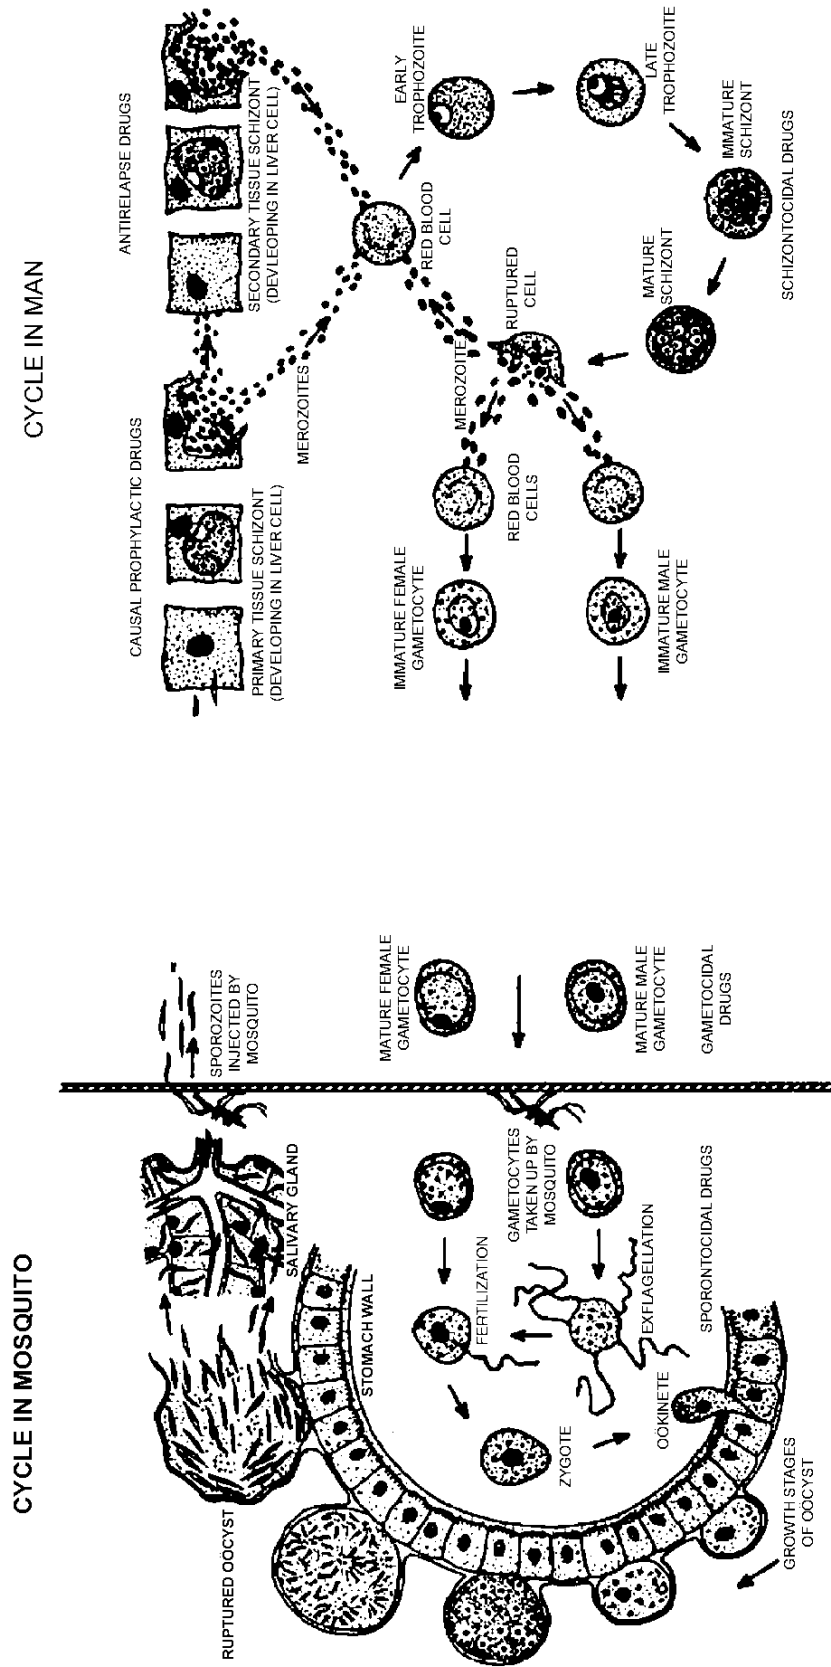 CYCLE IN MOSQUITO
CYCLE IN MAN
RUPTURED OÖCYST
SALIVARY GLAND
STOMACH WALL
SPOROZOITES
INJECTED BY
MOSQUITO
CAUSAL PROPHYLACTIC DRUGS
PRIMARY TISSUE SCHIZONT
(DEVELOPING IN LIVER CELL)
ANTIRELAPSE DRUGS
SECONDARY TISSUE SCHIZONT
(DEVLEOPING IN LIVER CELL)
MEROZOITES
RED BLOOD
CELL
EARLY
TROPHOZOITE
LATE
TROPHOZOITE
IMMATURE
SCHIZONT
SCHIZONTOCIDAL DRUGS
MATURE
SCHIZONT
RUPTURED
CELL
MEROZOITE
RED BLOOD
CELLS
IMMATURE FEMALE
GAMETOCYTE
IMMATURE MALE
GAMETOCYTE
MATURE FEMALE
GAMETOCYTE
MATURE MALE
GAMETOCYTE
GAMETOCIDAL
DRUGS
GAMETOCYTES
TAKEN UP BY
MOSQUITO
FERTILIZATION
EXFLAGELLATION
SPORONTOCIDAL DRUGS
ZYGOTE
OÖKINETE
GROWTH STAGES
OF OÖCYST